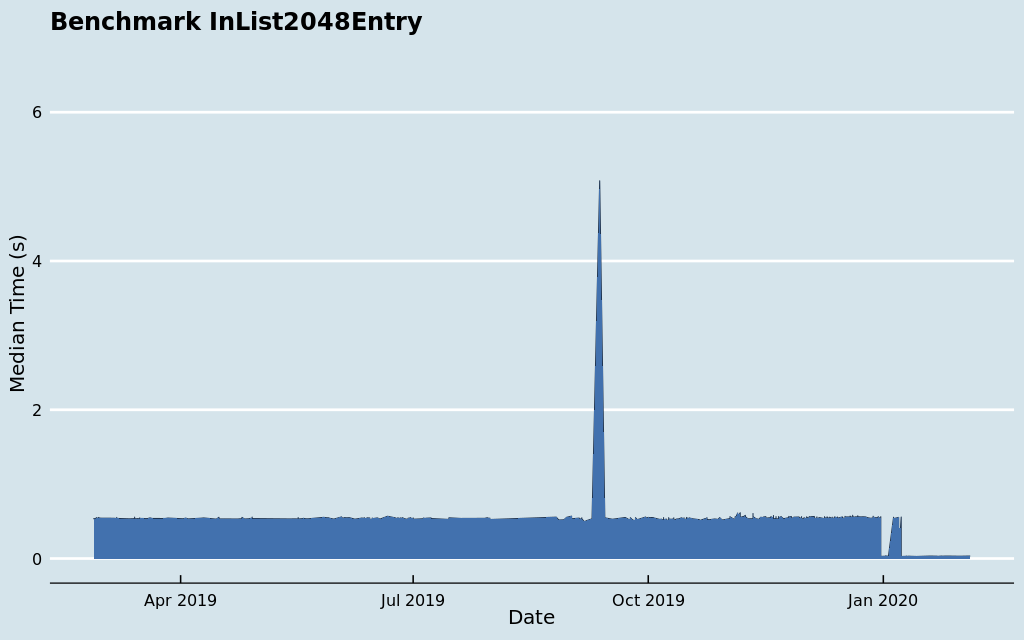 Benchmark InList2048Entry
Median Time (s)
6
4
2
0
Apr 2019
Jul 2019
Oct 2019
Jan 2020
Date